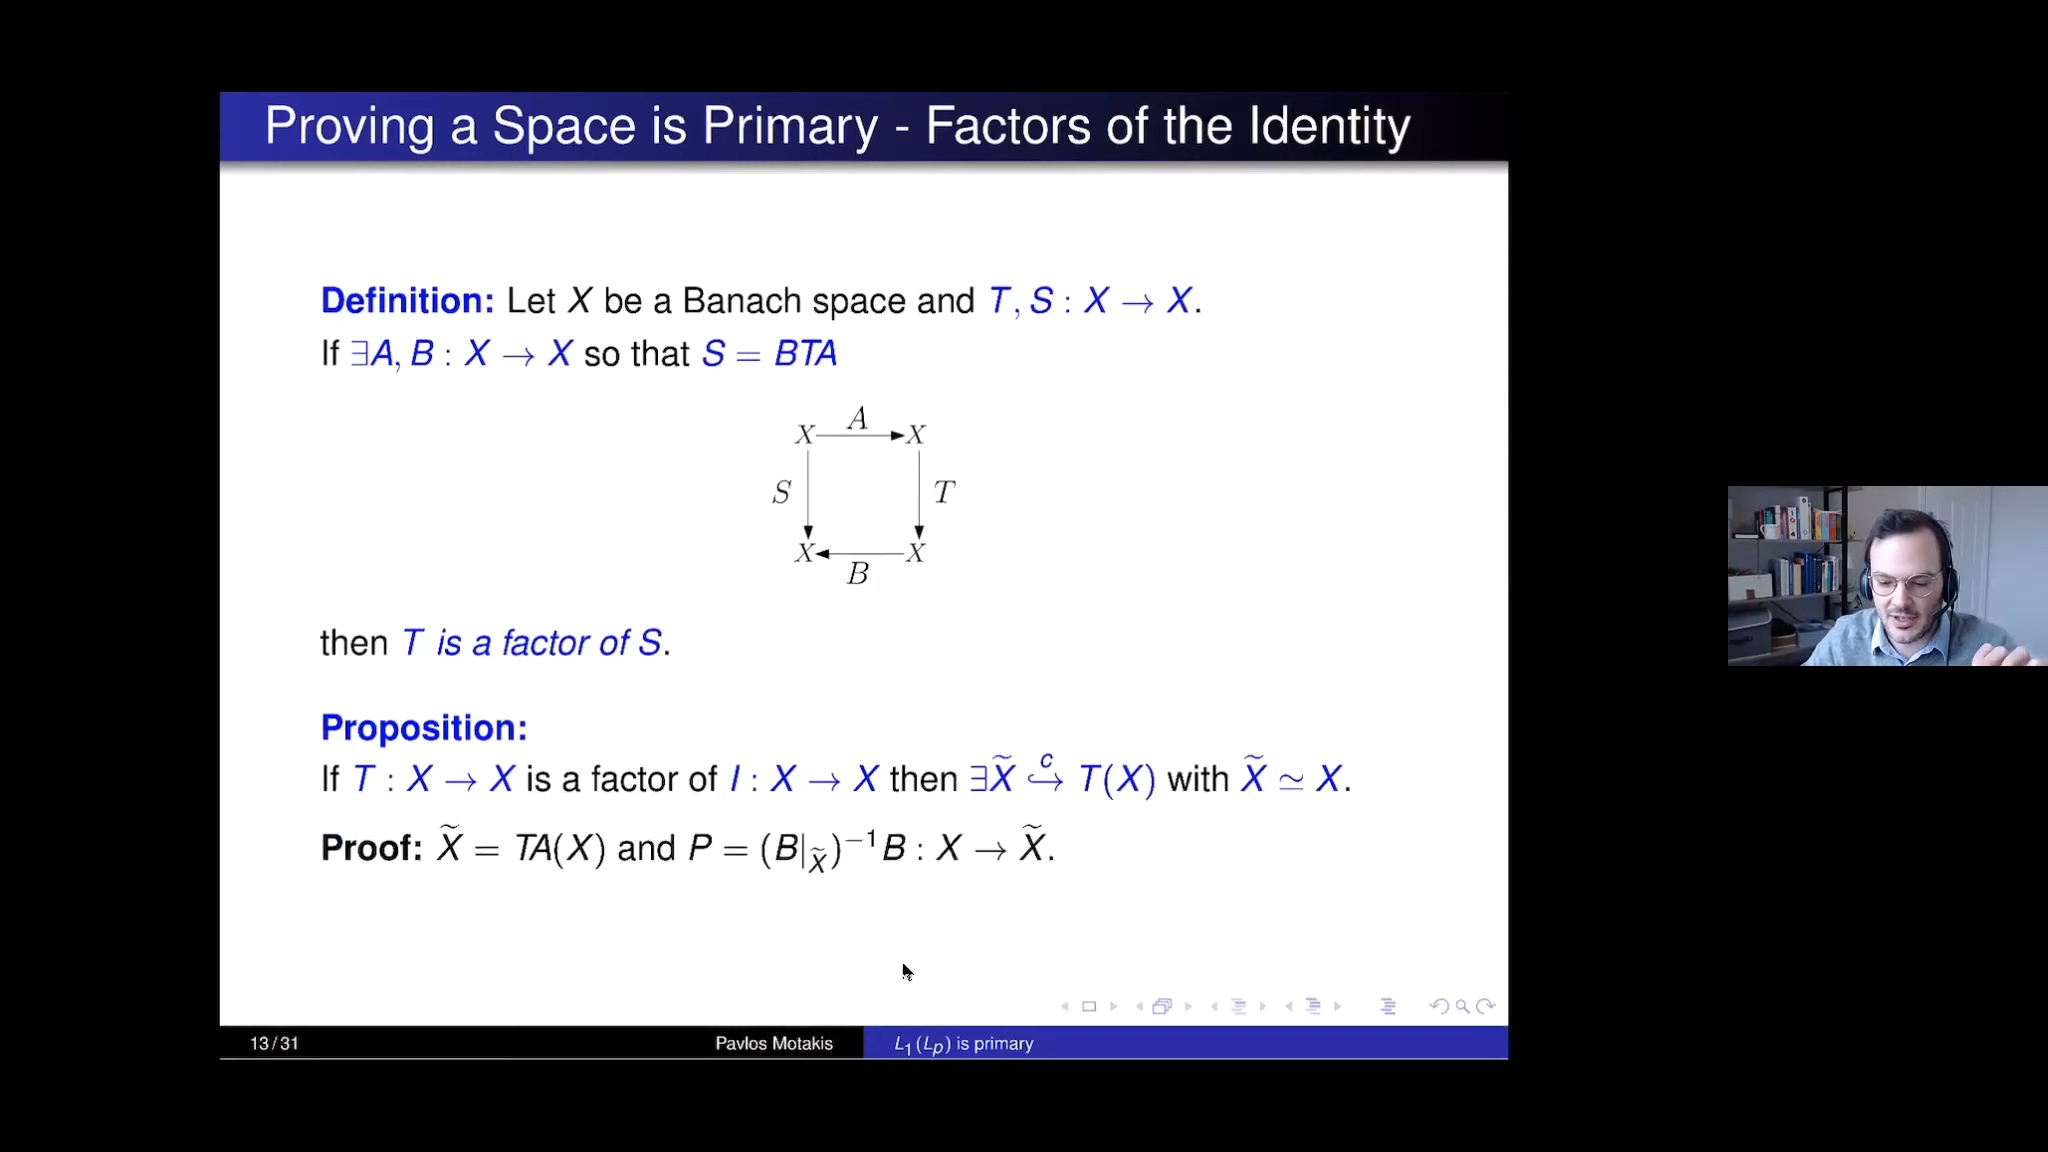 Proving a Space is Primary - Factors of the Identity
Definition: Let X be a Banach space and T, S : X → X.
If ∃A, B : X → X so that S = BTA
A
X X
S T
X X
B
then T is a factor of S.
Proposition:
If T : X → X is a factor of I : X → X then ∃X̃ ↪ᶜ T(X) with X̃ ≃ X.
Proof: X̃ = TA(X) and P = (B|_X̃)⁻¹B : X → X̃.
13 / 31 Pavlos Motakis L₁(Lₚ) is primary